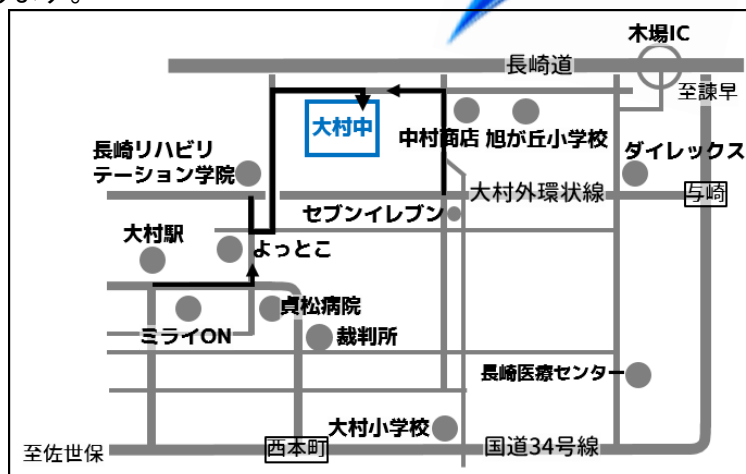 ます。
木場IC
長崎道
至諫早
大村中
中村商店
旭が丘小学校
長崎リハビリ
テーション学院
ダイレックス
大村外環状線
与崎
セブンイレブン
大村駅
よっとこ
貞松病院
ミライON
裁判所
長崎医療センター
大村小学校
国道34号線
西本町
至佐世保